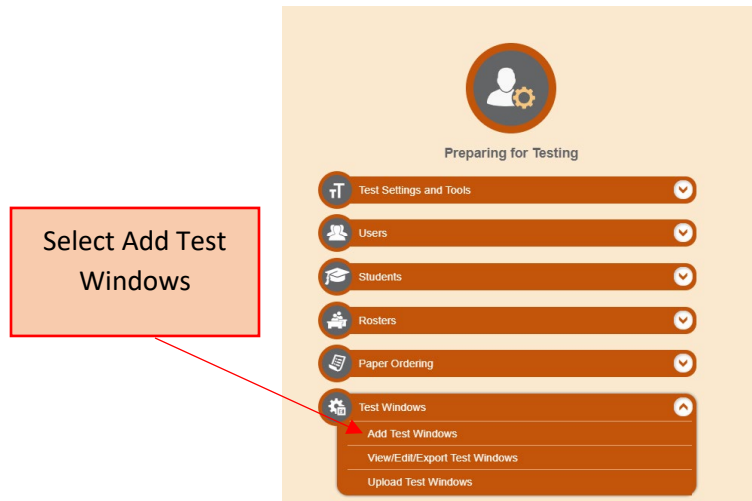 Preparing for Testing
Test Settings and Tools
Users
Select Add Test
Windows
Students
Rosters
Paper Ordering
Test Windows
Add Test Windows
View/Edit/Export Test Windows
Upload Test Windows